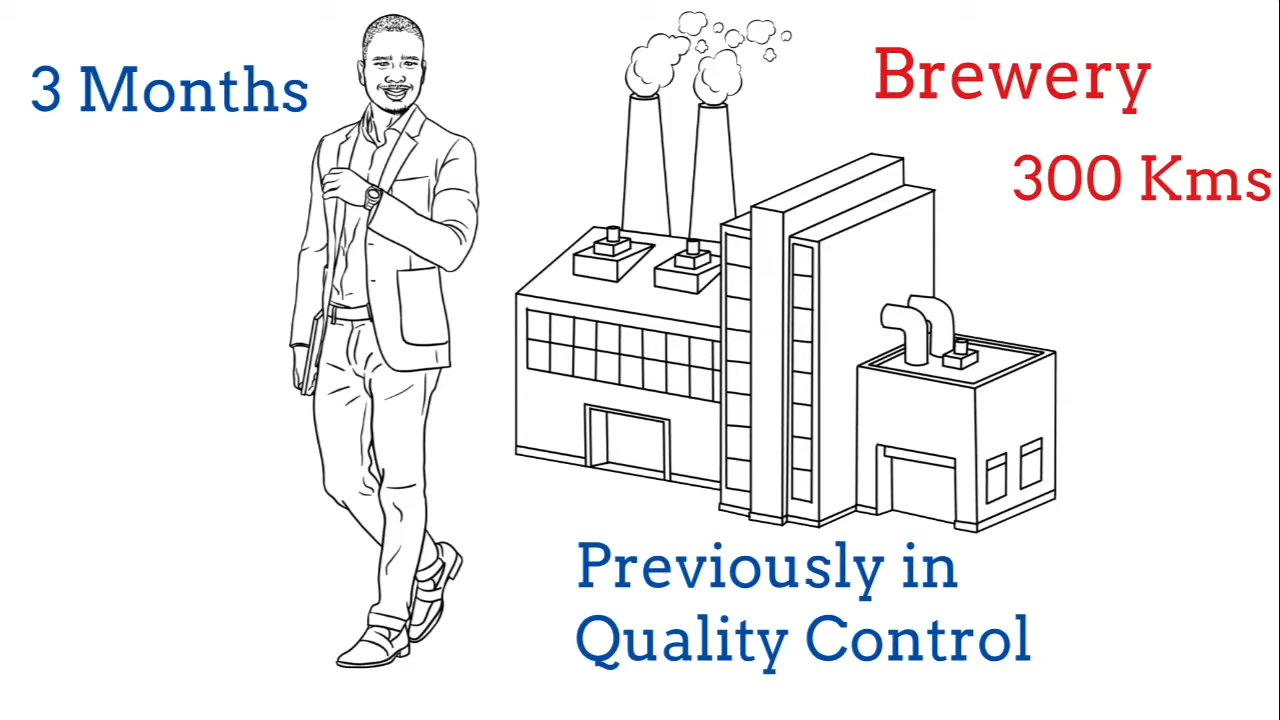 3 Months
Brewery
300 Kms
Previously in
Quality Control